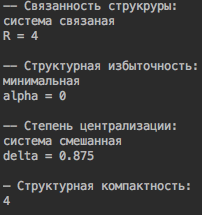 —— Связанность струкруры:
система связаная
R = 4
—— Структурная избыточность:
минимальная
alpha = 0
—— Степень централизации:
система смешанная
delta = 0.875
— Структурная компактность:
4